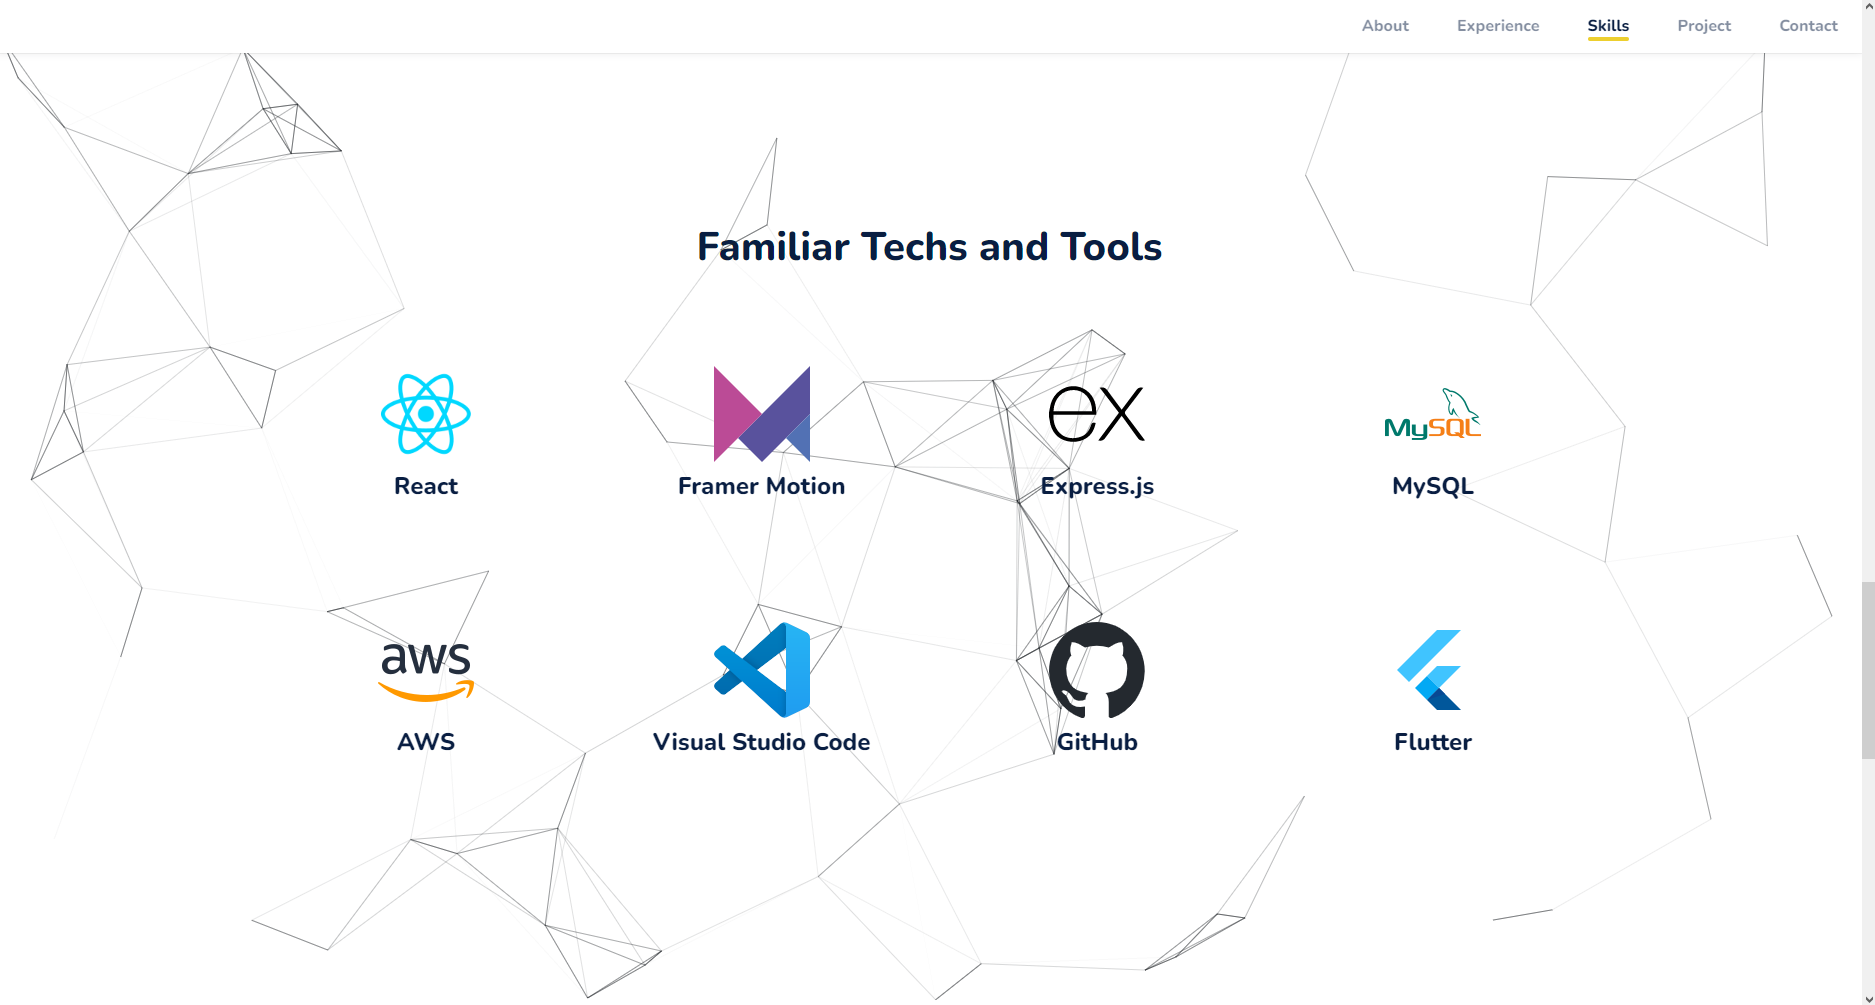 About Experience Skills Project Contact
Familiar Techs and Tools
ex
MySQL
React Framer Motion Express.js MySQL
aws
AWS Visual Studio Code GitHub Flutter